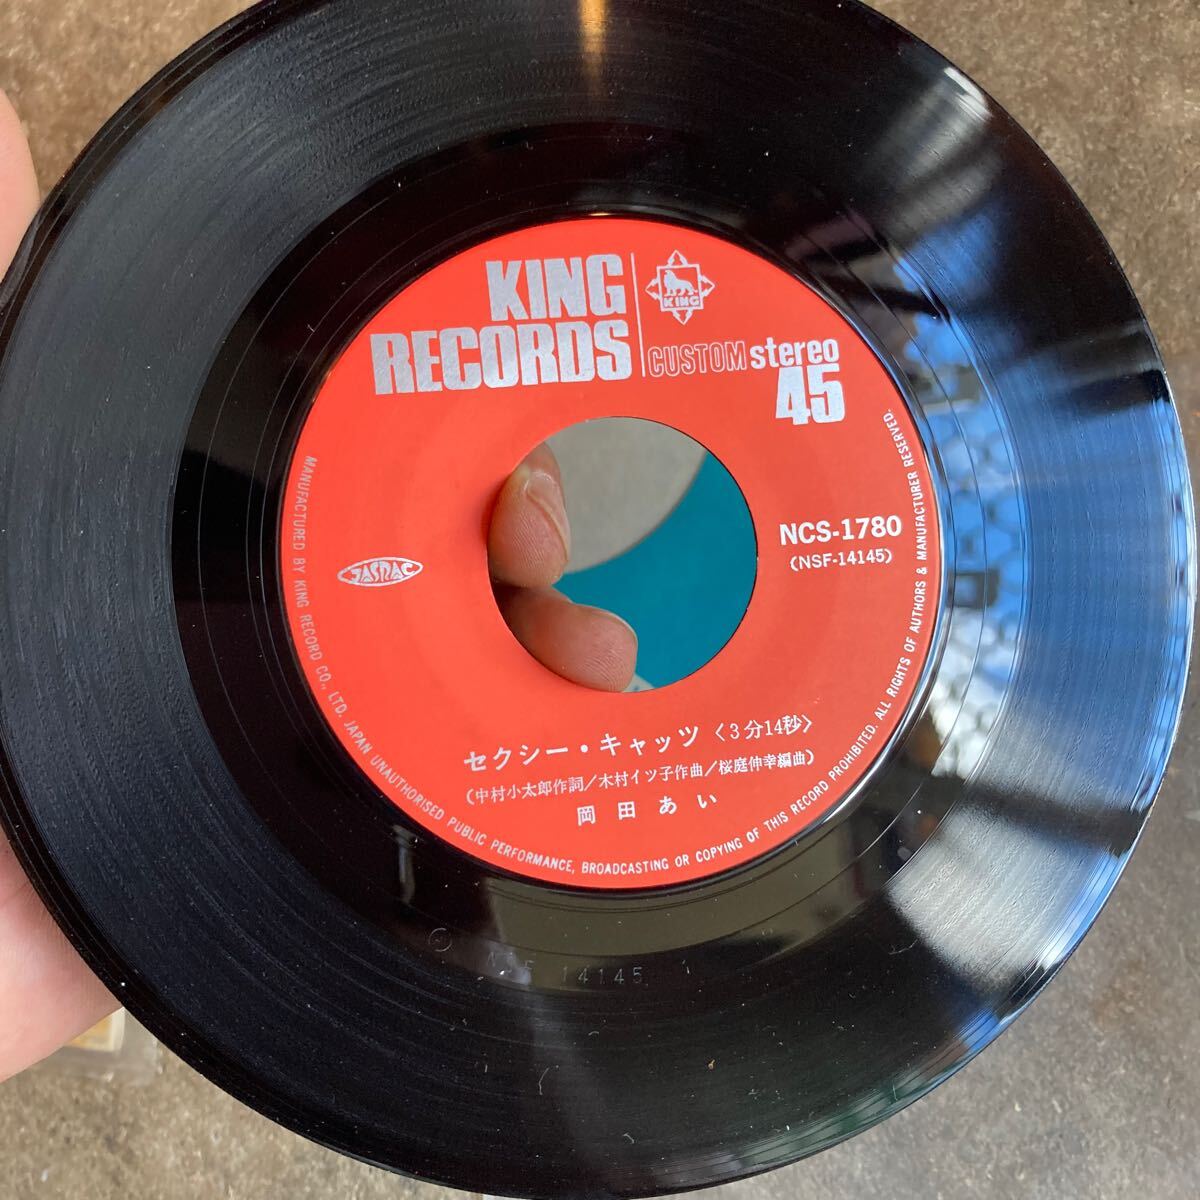 KING
RECORDS
KING
CUSTOM stereo
45
NCS-1780
(NSF-14145)
JASRAC
セクシー・キャッツ〈3分14秒〉
(中村小太郎作詞/木村イツ子作曲/桜庭伸幸編曲)
岡田あい
MANUFACTURED BY KING RECORD CO., LTD. JAPAN UNAUTHORISED PUBLIC PERFORMANCE, BROADCASTING OR COPYING OF THIS RECORD PROHIBITED. ALL RIGHTS OF AUTHORS & MANUFACTURER RESERVED.
14145